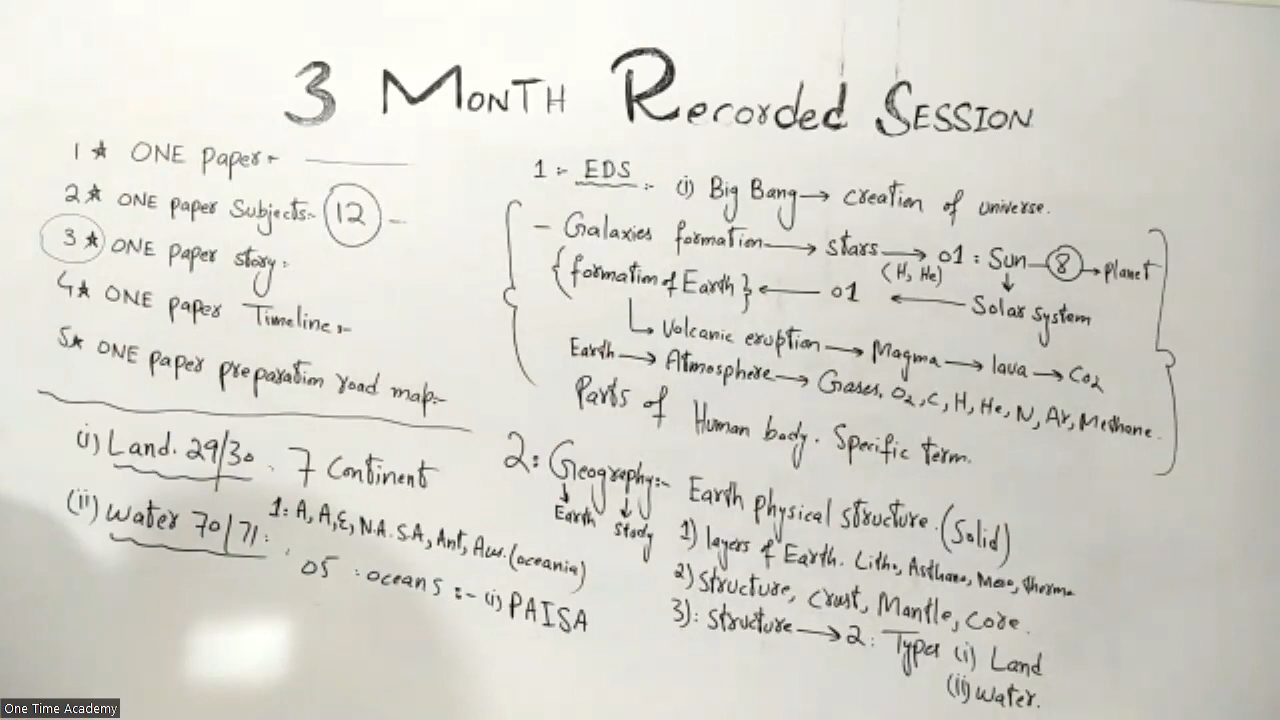 3 MONTH Recorded SESSION
1 ★ ONE paper:- ———
2 ★ ONE paper Subjects:- (12) -
3 ★ ONE paper story:
4 ★ ONE paper Timeline:-
5 ★ ONE paper preparation road map:-
(i) Land. 29/30. 7 Continent
1: A, A, E, N.A. S.A, Ant, Aus. (oceania)
(ii) water 70/71:
05 : oceans :- (i) PAISA
1:- EDS :- (i) Big Bang → creation of universe.
- Galaxies formation → stars → 01 : Sun — (8) → planet
(H, He)
{formation of Earth} ← 01 ← Solar system
↳ Volcanic eruption → Magma → lava → CO2
Earth → Atmosphere → Gases. O2, C, H, He, N, Ar, Methane.
Parts of Human body. Specific term.
2: Geography:- Earth physical structure. (Solid)
Earth Study
1) layers of Earth. Litho, Astheno, Meso, thermo
2) structure, Crust, Mantle, Core.
3): Structure → 2: Types (i) Land
(ii) water.
One Time Academy